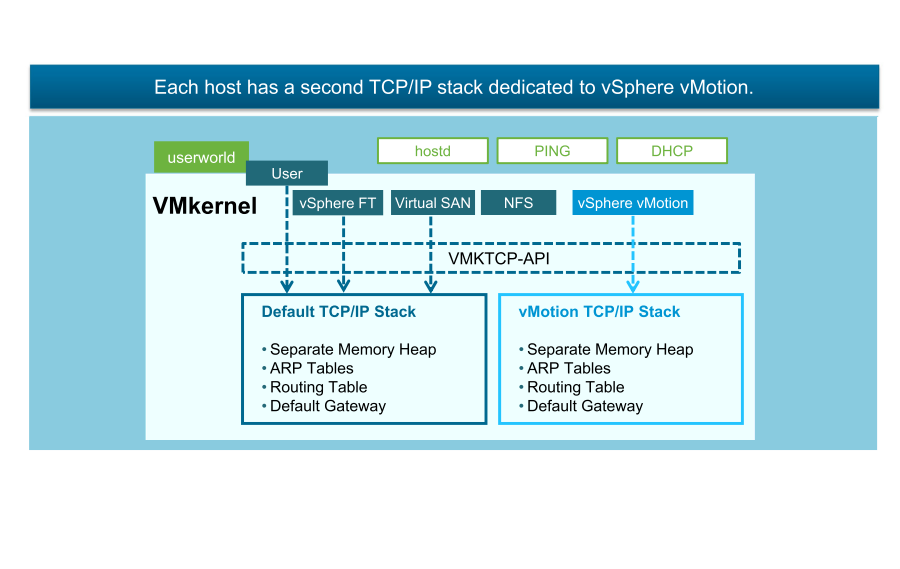 Each host has a second TCP/IP stack dedicated to vSphere vMotion.
userworld
hostd
PING
DHCP
User
VMkernel
vSphere FT
Virtual SAN
NFS
vSphere vMotion
VMKTCP-API
Default TCP/IP Stack
• Separate Memory Heap
• ARP Tables
• Routing Table
• Default Gateway
vMotion TCP/IP Stack
• Separate Memory Heap
• ARP Tables
• Routing Table
• Default Gateway